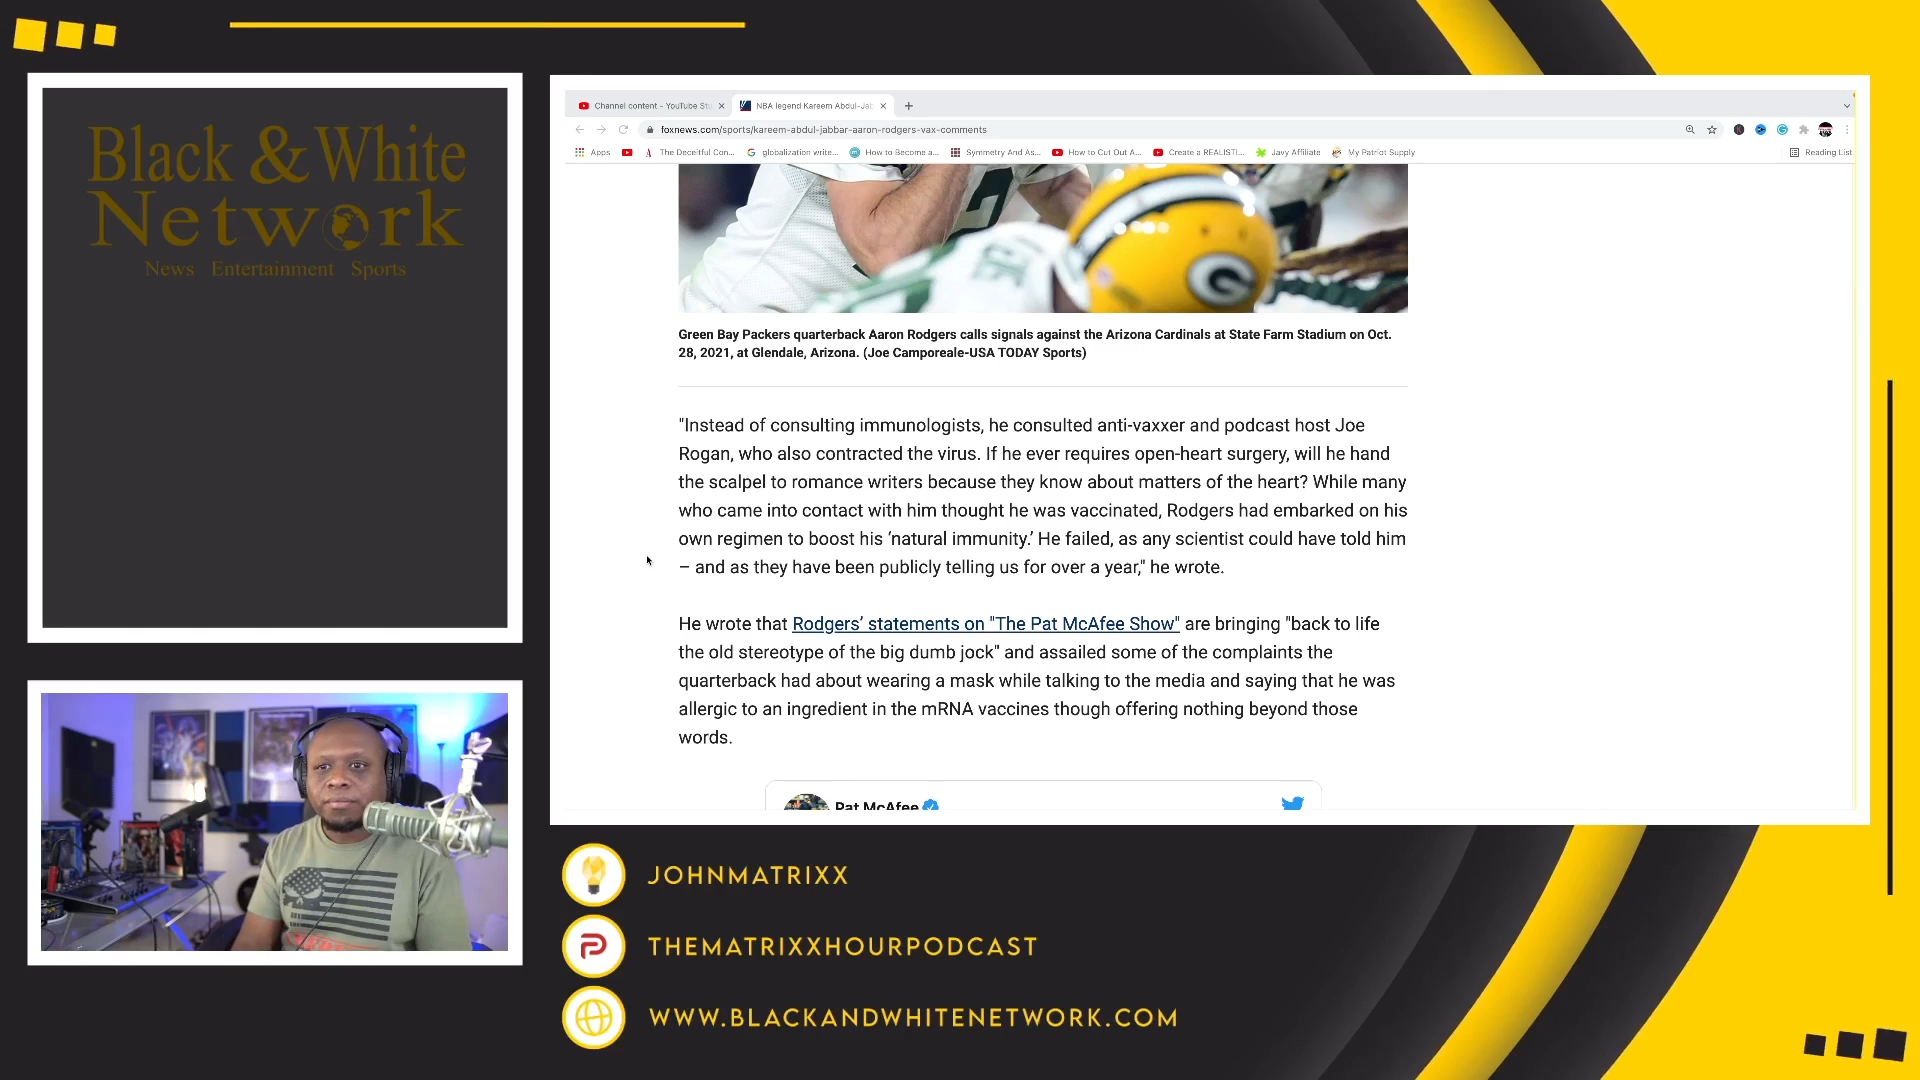 Black & White
Network
News Entertainment Sports
Channel content - YouTube Stu
NBA legend Kareem Abdul-Jab
foxnews.com/sports/kareem-abdul-jabbar-aaron-rodgers-vax-comments
Apps
The Deceitful Con...
globalization write...
How to Become a...
Symmetry And As...
How to Cut Out A...
Create a REALISTI...
Javy Affiliate
My Patriot Supply
Reading List
Green Bay Packers quarterback Aaron Rodgers calls signals against the Arizona Cardinals at State Farm Stadium on Oct.
28, 2021, at Glendale, Arizona. (Joe Camporeale-USA TODAY Sports)
"Instead of consulting immunologists, he consulted anti-vaxxer and podcast host Joe
Rogan, who also contracted the virus. If he ever requires open-heart surgery, will he hand
the scalpel to romance writers because they know about matters of the heart? While many
who came into contact with him thought he was vaccinated, Rodgers had embarked on his
own regimen to boost his ‘natural immunity.’ He failed, as any scientist could have told him
– and as they have been publicly telling us for over a year," he wrote.
He wrote that Rodgers’ statements on "The Pat McAfee Show" are bringing "back to life
the old stereotype of the big dumb jock" and assailed some of the complaints the
quarterback had about wearing a mask while talking to the media and saying that he was
allergic to an ingredient in the mRNA vaccines though offering nothing beyond those
words.
Pat McAfee
JOHNMATRIXX
THEMATRIXXHOURPODCAST
WWW.BLACKANDWHITENETWORK.COM